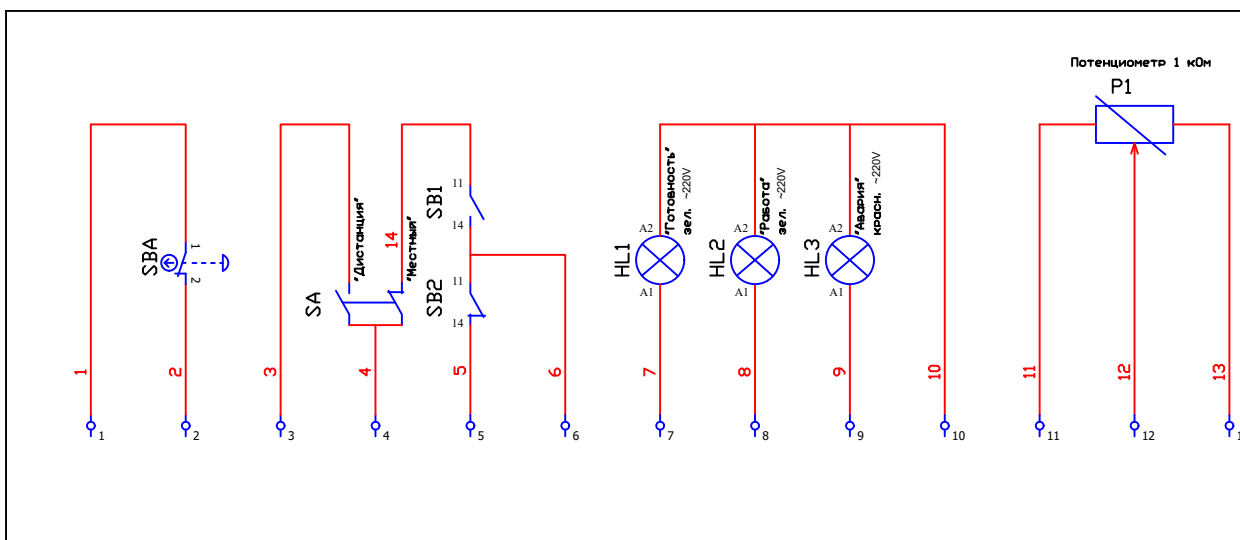 Потенциометр 1 кОм
P1
"Готовность"
зел. ~220V
"Работа"
зел. ~220V
"Авария"
красн. ~220V
"Дистанция"
"Местный"
14
SB1
11
14
SBA
1
2
SA
SB2
11
14
HL1
A2
A1
HL2
A2
A1
HL3
A2
A1
1
2
3
4
5
6
7
8
9
10
11
12
13
1
2
3
4
5
6
7
8
9
10
11
12
1